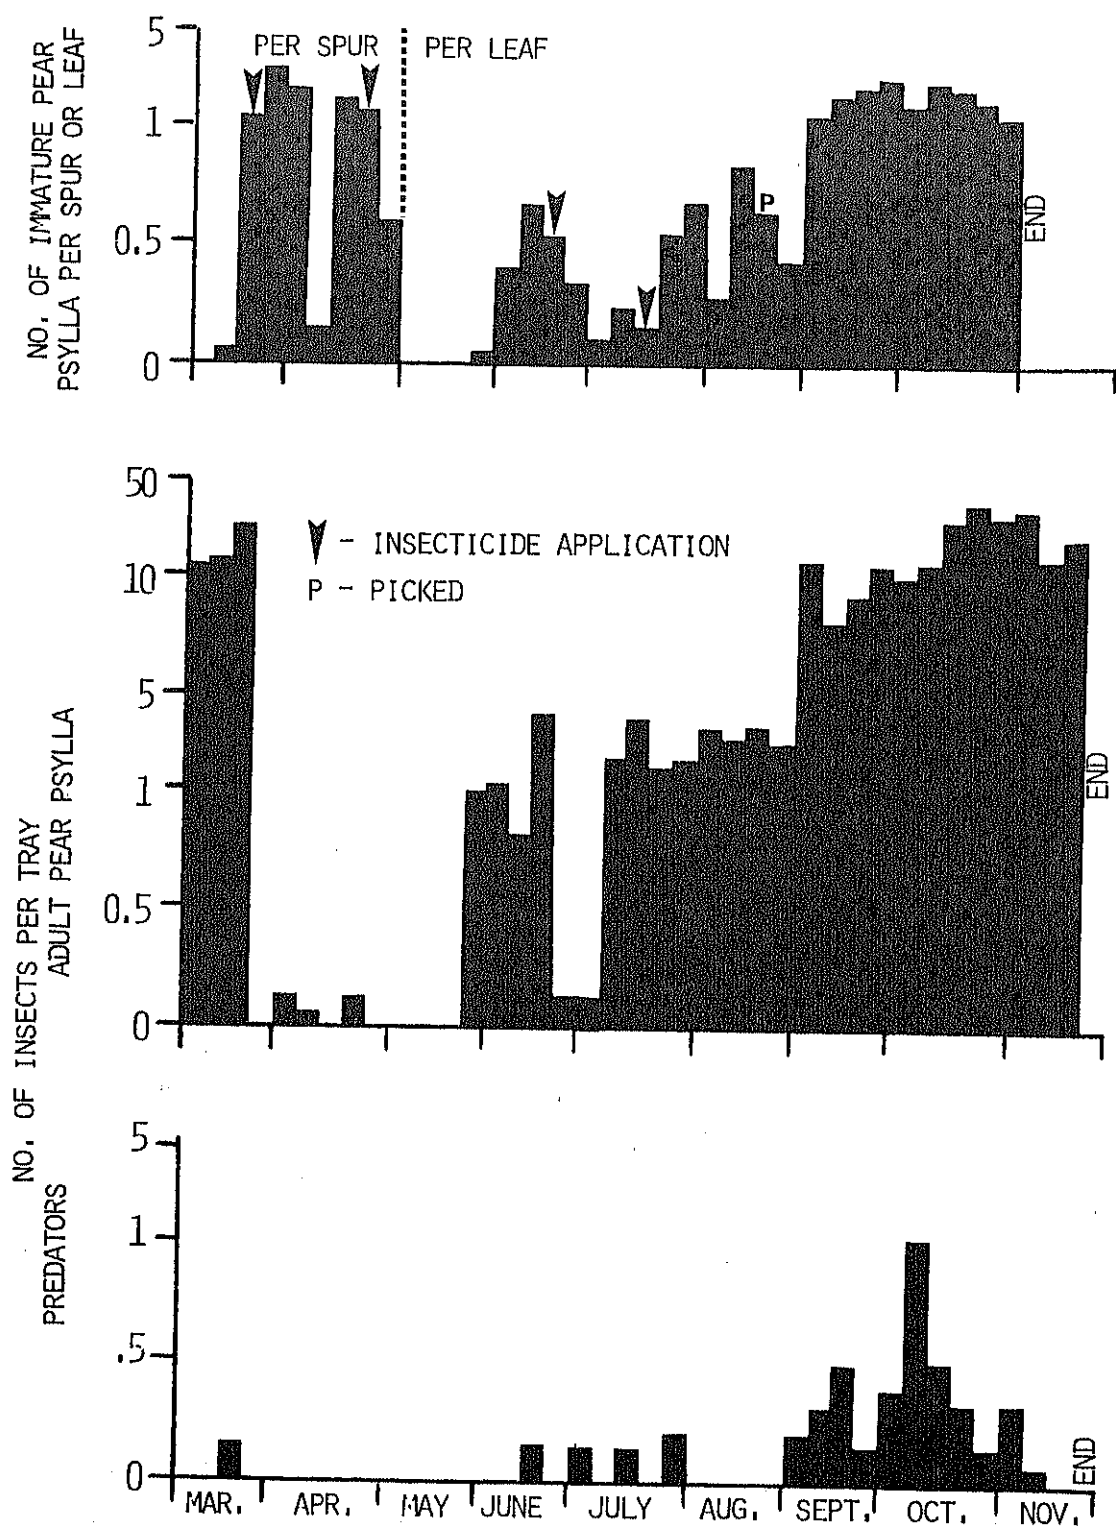 NO. OF IMMATURE PEAR
PSYLLA PER SPUR OR LEAF
5
1
0.5
0
PER SPUR
PER LEAF
P
END
NO. OF INSECTS PER TRAY
ADULT PEAR PSYLLA
50
10
5
1
0.5
0
- INSECTICIDE APPLICATION
P - PICKED
END
PREDATORS
5
1
.5
0
END
MAR. APR. MAY JUNE JULY AUG. SEPT. OCT. NOV.